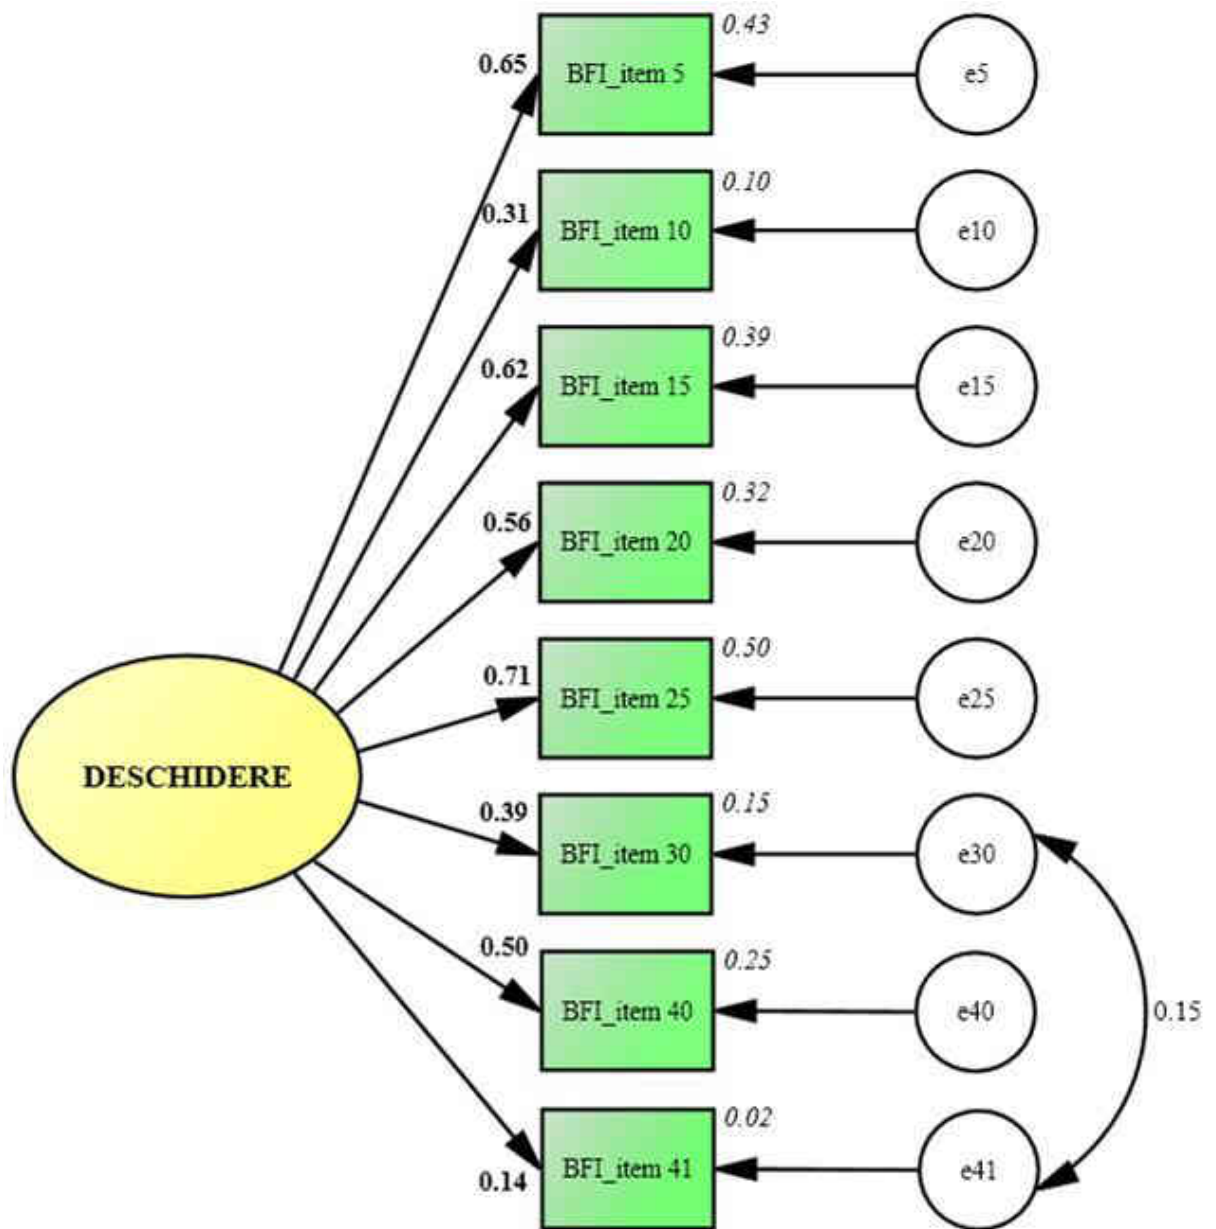 0.43
0.65 BFI_item 5 e5
0.10
0.31 BFI_item 10 e10
0.39
0.62 BFI_item 15 e15
0.32
0.56 BFI_item 20 e20
0.50
0.71 BFI_item 25 e25
DESCHIDERE
0.15
0.39 BFI_item 30 e30
0.25
0.50 BFI_item 40 e40 0.15
0.02
0.14 BFI_item 41 e41